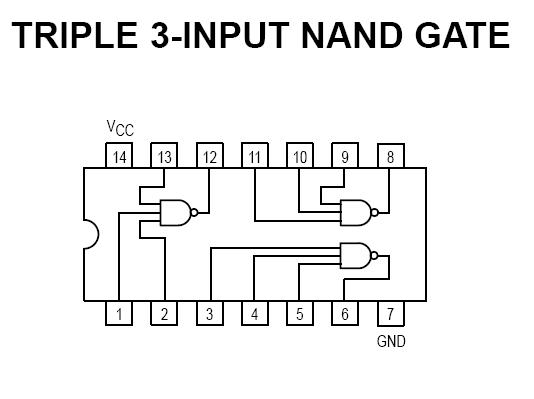 TRIPLE 3-INPUT NAND GATE
VCC
14 13 12 11 10 9 8
1 2 3 4 5 6 7
GND